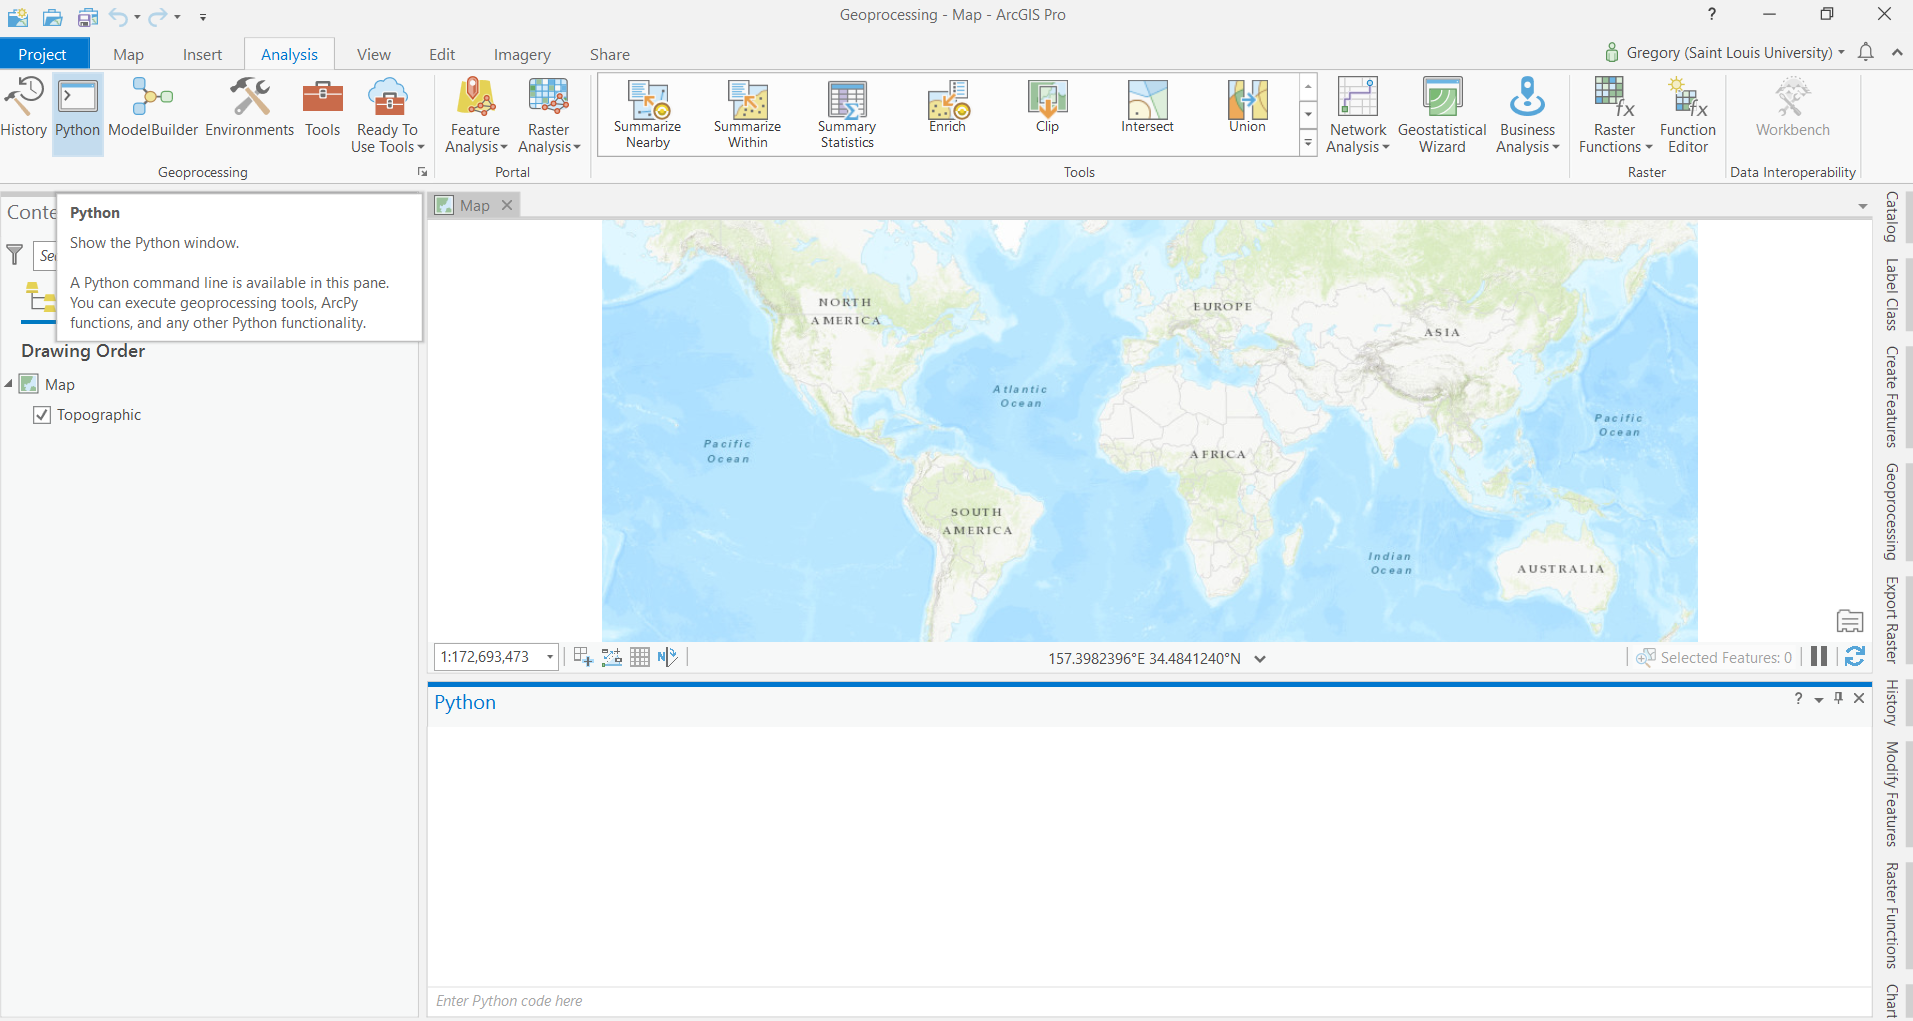 Geoprocessing - Map - ArcGIS Pro
?
Project
Map
Insert
Analysis
View
Edit
Imagery
Share
Gregory (Saint Louis University)
History
Python
ModelBuilder
Environments
Tools
Ready To
Use Tools
Geoprocessing
Feature
Analysis
Raster
Analysis
Portal
Summarize
Nearby
Summarize
Within
Summary
Statistics
Enrich
Clip
Intersect
Union
Tools
Network
Analysis
Geostatistical
Wizard
Business
Analysis
Raster
Functions
Function
Editor
Raster
Workbench
Data Interoperability
Conte
Sea
Python
Show the Python window.
A Python command line is available in this pane.
You can execute geoprocessing tools, ArcPy
functions, and any other Python functionality.
Drawing Order
Map
Topographic
Map
NORTH
AMERICA
EUROPE
ASIA
Atlantic
Ocean
Pacific
Ocean
Pacific
Ocean
AFRICA
SOUTH
AMERICA
Indian
Ocean
AUSTRALIA
1:172,693,473
157.3982396°E 34.4841240°N
Selected Features: 0
Python
?
Enter Python code here
Catalog
Label Class
Create Features
Geoprocessing
Export Raster
History
Modify Features
Raster Functions
Chart